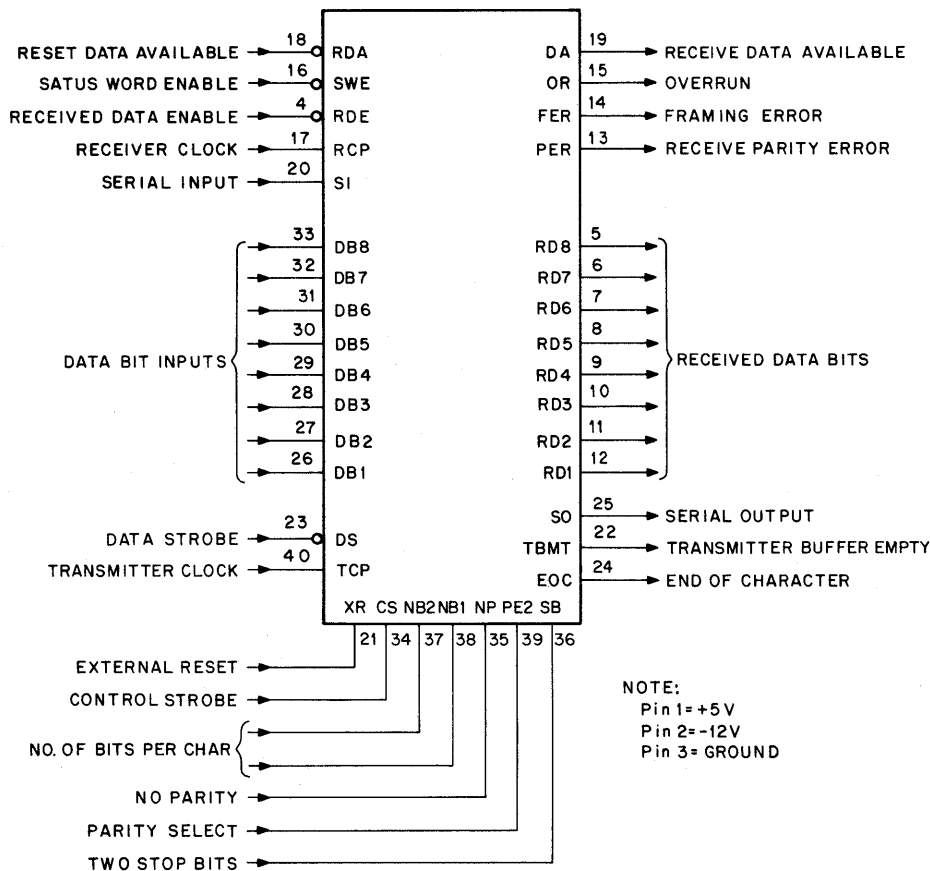 RESET DATA AVAILABLE 18 RDA DA 19 RECEIVE DATA AVAILABLE
SATUS WORD ENABLE 16 SWE OR 15 OVERRUN
RECEIVED DATA ENABLE 4 RDE FER 14 FRAMING ERROR
RECEIVER CLOCK 17 RCP PER 13 RECEIVE PARITY ERROR
SERIAL INPUT 20 SI
33 DB8 RD8 5
32 DB7 RD7 6
31 DB6 RD6 7
30 DB5 RD5 8
DATA BIT INPUTS RECEIVED DATA BITS
29 DB4 RD4 9
28 DB3 RD3 10
27 DB2 RD2 11
26 DB1 RD1 12
SO 25 SERIAL OUTPUT
DATA STROBE 23 DS TBMT 22 TRANSMITTER BUFFER EMPTY
TRANSMITTER CLOCK 40 TCP EOC 24 END OF CHARACTER
XR CS NB2 NB1 NP PE2 SB
21 34 37 38 35 39 36
EXTERNAL RESET
CONTROL STROBE
NO. OF BITS PER CHAR
NO PARITY
PARITY SELECT
TWO STOP BITS
NOTE:
Pin 1=+5V
Pin 2=-12V
Pin 3= GROUND